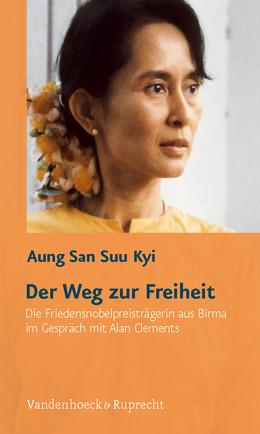 Aung San Suu Kyi
Der Weg zur Freiheit
Die Friedensnobelpreisträgerin aus Birma
im Gespräch mit Alan Clements
Vandenhoeck & Ruprecht